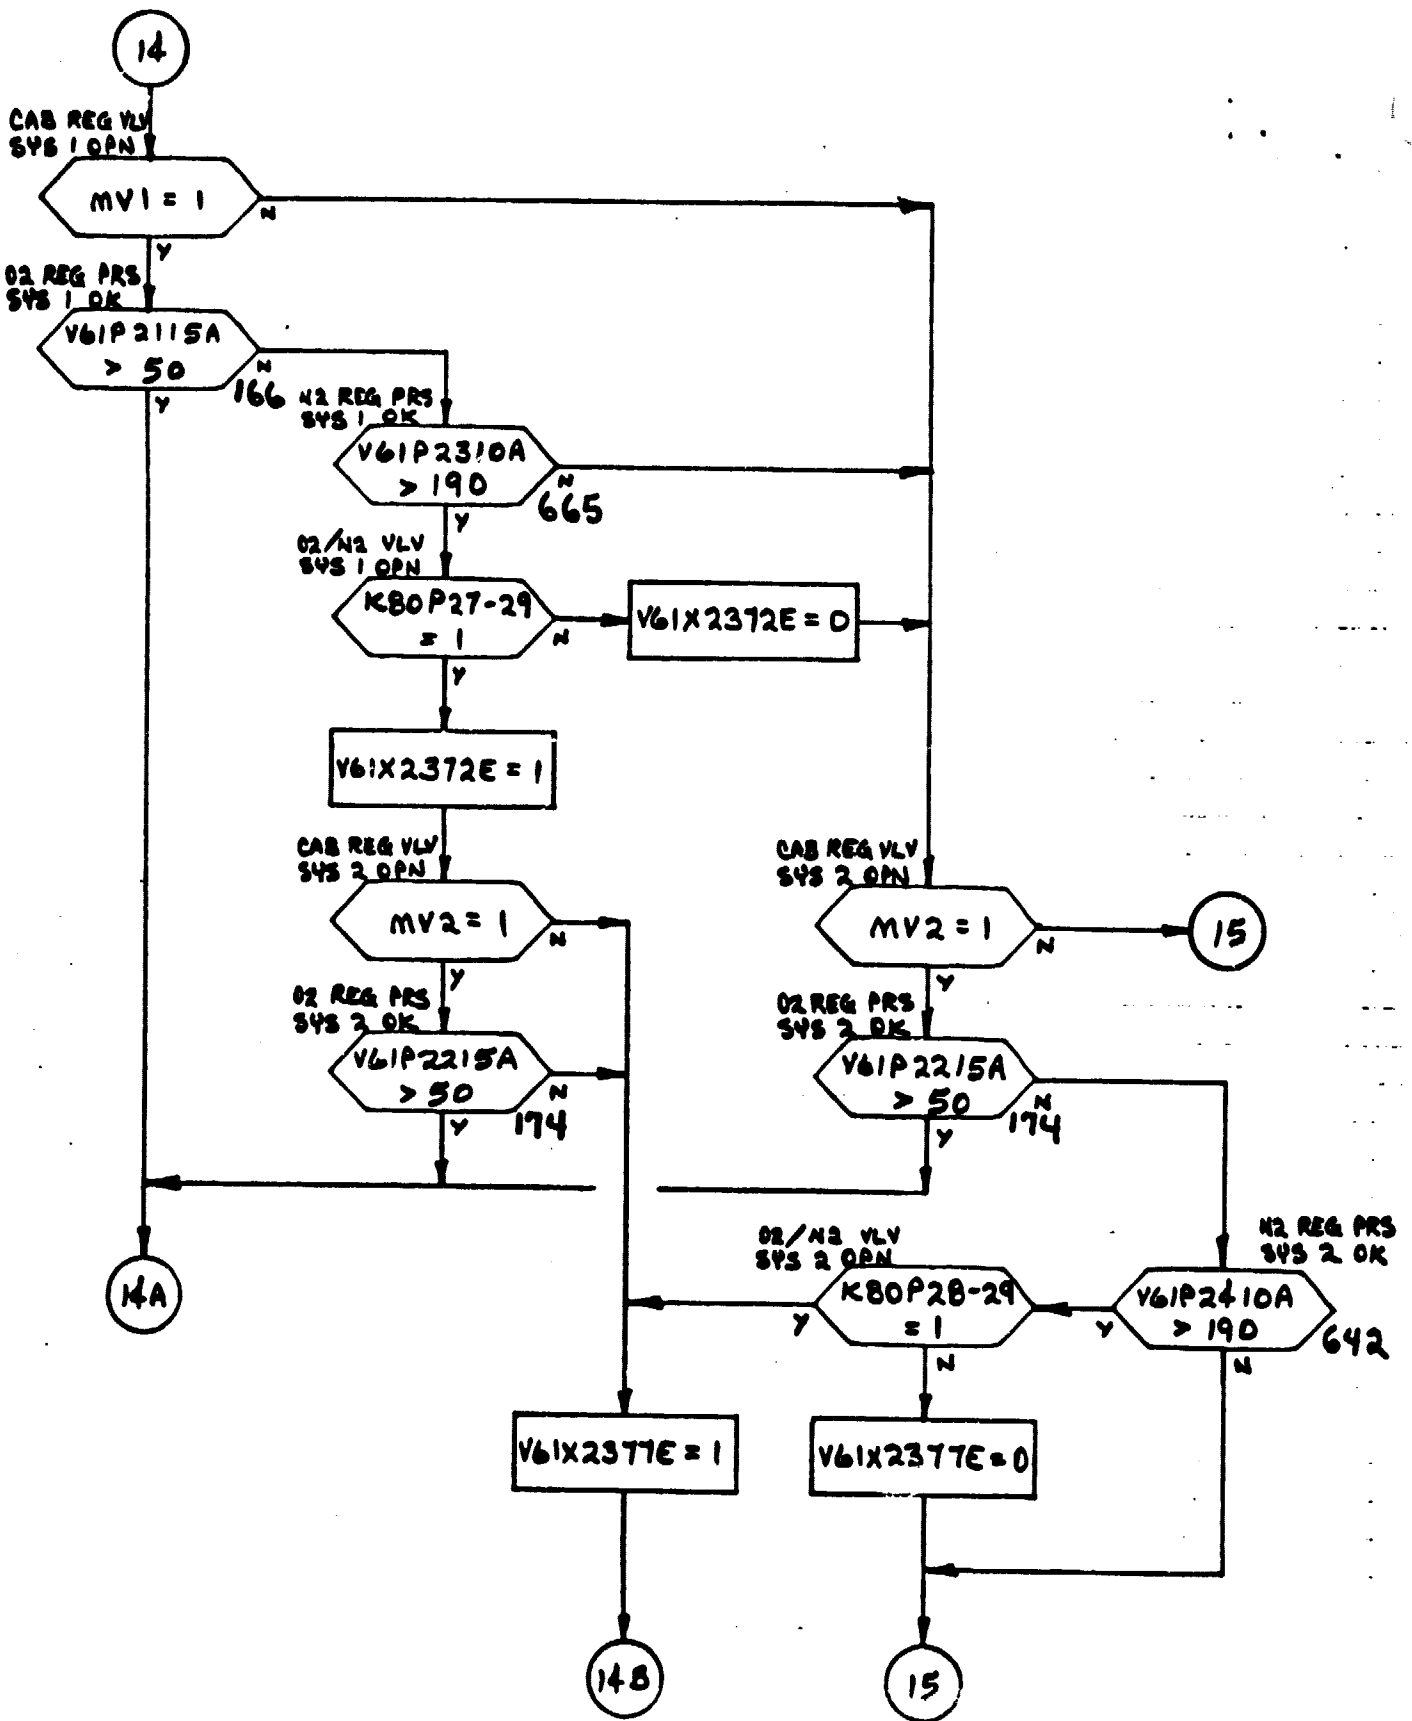 14
CAB REG VLV
SYS 1 OPN
MV1 = 1
N
Y
O2 REG PRS
SYS 1 OK
V61P2115A
> 50
N
166
Y
N2 REG PRS
SYS 1 OK
V61P2310A
> 190
N
665
Y
O2/N2 VLV
SYS 1 OPN
K80P27-29
= 1
N
Y
V61X2372E = 0
V61X2372E = 1
CAB REG VLV
SYS 2 OPN
MV2 = 1
N
Y
CAB REG VLV
SYS 2 OPN
MV2 = 1
N
Y
15
O2 REG PRS
SYS 2 OK
V61P2215A
> 50
N
174
Y
O2 REG PRS
SYS 2 OK
V61P2215A
> 50
N
174
Y
14A
O2/N2 VLV
SYS 2 OPN
K80P28-29
= 1
Y
N
N2 REG PRS
SYS 2 OK
V61P2410A
> 190
Y
642
N
V61X2377E = 1
V61X2377E = 0
14B
15